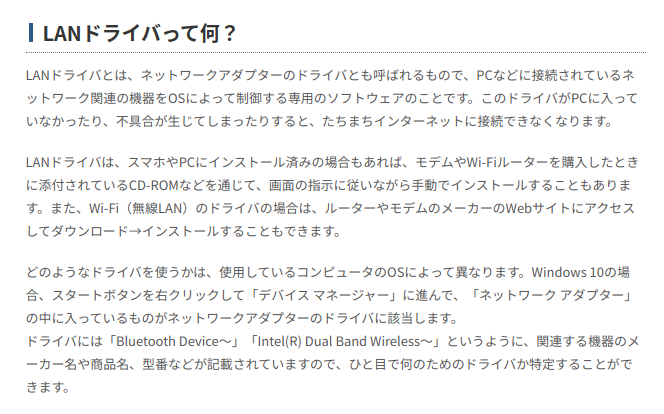 LANドライバって何？
LANドライバとは、ネットワークアダプターのドライバとも呼ばれるもので、PCなどに接続されているネ
ットワーク関連の機器をOSによって制御する専用のソフトウェアのことです。このドライバがPCに入って
いなかったり、不具合が生じてしまったりすると、たちまちインターネットに接続できなくなります。
LANドライバは、スマホやPCにインストール済みの場合もあれば、モデムやWi-Fiルーターを購入したとき
に添付されているCD-ROMなどを通じて、画面の指示に従いながら手動でインストールすることもありま
す。また、Wi-Fi（無線LAN）のドライバの場合は、ルーターやモデムのメーカーのWebサイトにアクセス
してダウンロード→インストールすることもできます。
どのようなドライバを使うかは、使用しているコンピュータのOSによって異なります。Windows 10の場
合、スタートボタンを右クリックして「デバイス マネージャー」に進んで、「ネットワーク アダプター」
の中に入っているものがネットワークアダプターのドライバに該当します。
ドライバには「Bluetooth Device～」「Intel(R) Dual Band Wireless～」というように、関連する機器のメ
ーカー名や商品名、型番などが記載されていますので、ひと目で何のためのドライバか特定することがで
きます。